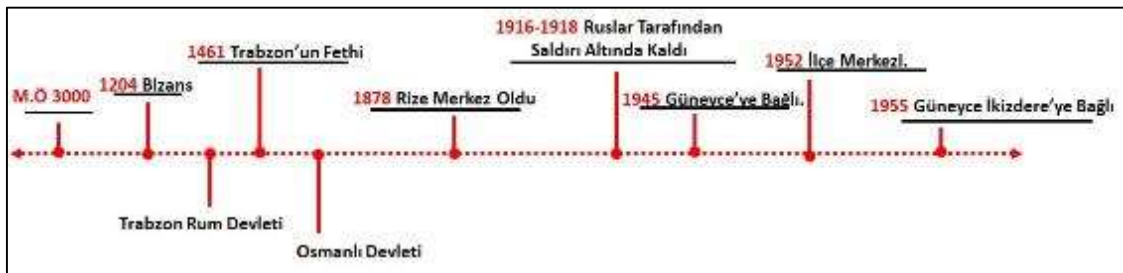 M.Ö 3000
1204 Bizans
1461 Trabzon'un Fethi
1878 Rize Merkez Oldu
1916-1918 Ruslar Tarafından
Saldırı Altında Kaldı
1945 Güneyce'ye Bağlı.
1952 İlçe Merkezi.
1955 Güneyce İkizdere'ye Bağlı
Trabzon Rum Devleti
Osmanlı Devleti